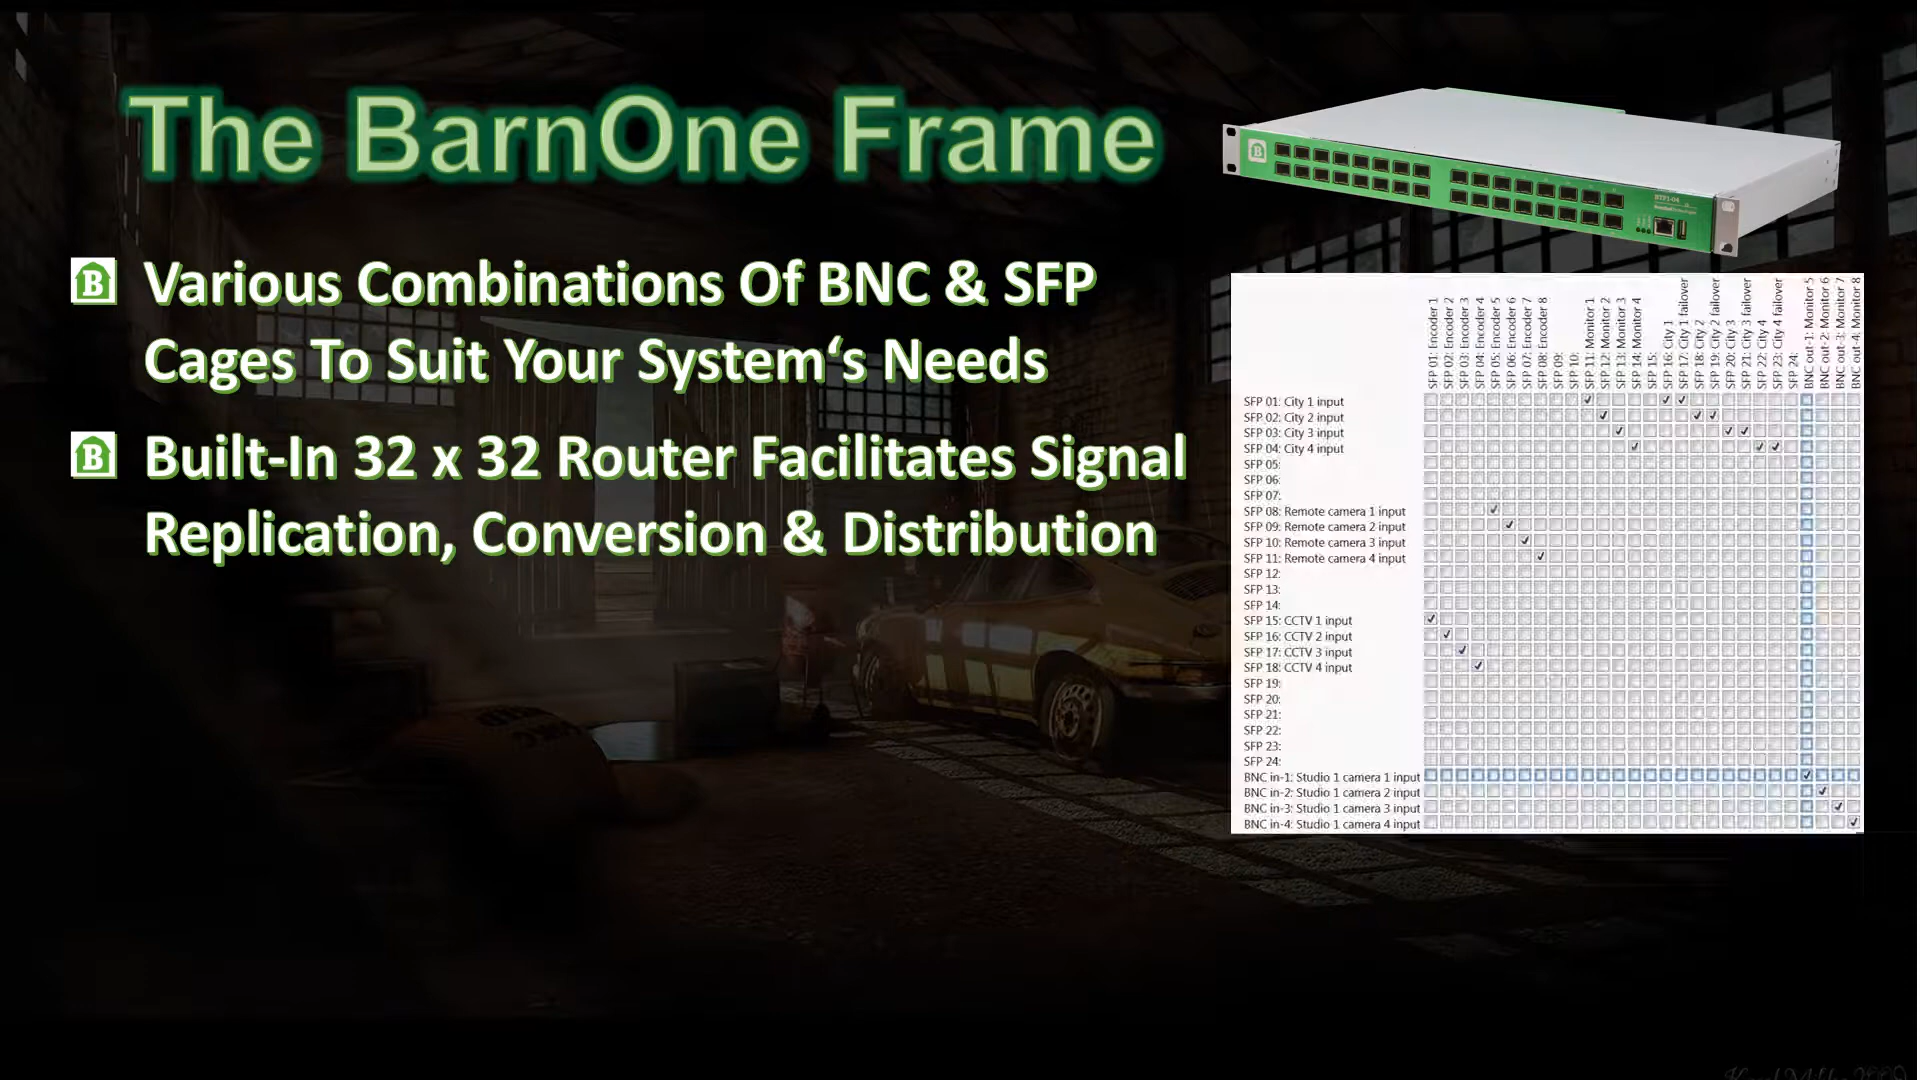 The BarnOne Frame
B Various Combinations Of BNC & SFP
Cages To Suit Your System‘s Needs
B Built-In 32 x 32 Router Facilitates Signal
Replication, Conversion & Distribution
B
SFP 01: Encoder 1
SFP 02: Encoder 2
SFP 03: Encoder 3
SFP 04: Encoder 4
SFP 05: Encoder 5
SFP 06: Encoder 6
SFP 07: Encoder 7
SFP 08: Encoder 8
SFP 09:
SFP 10:
SFP 11: Monitor 1
SFP 12: Monitor 2
SFP 13: Monitor 3
SFP 14: Monitor 4
SFP 15:
SFP 16: City 1
SFP 17: City 1 failover
SFP 18: City 2
SFP 19: City 2 failover
SFP 20: City 3
SFP 21: City 3 failover
SFP 22: City 4
SFP 23: City 4 failover
SFP 24:
BNC out-1: Monitor 5
BNC out-2: Monitor 6
BNC out-3: Monitor 7
BNC out-4: Monitor 8
SFP 01: City 1 input
SFP 02: City 2 input
SFP 03: City 3 input
SFP 04: City 4 input
SFP 05:
SFP 06:
SFP 07:
SFP 08: Remote camera 1 input
SFP 09: Remote camera 2 input
SFP 10: Remote camera 3 input
SFP 11: Remote camera 4 input
SFP 12:
SFP 13:
SFP 14:
SFP 15: CCTV 1 input
SFP 16: CCTV 2 input
SFP 17: CCTV 3 input
SFP 18: CCTV 4 input
SFP 19:
SFP 20:
SFP 21:
SFP 22:
SFP 23:
SFP 24:
BNC in-1: Studio 1 camera 1 input
BNC in-2: Studio 1 camera 2 input
BNC in-3: Studio 1 camera 3 input
BNC in-4: Studio 1 camera 4 input